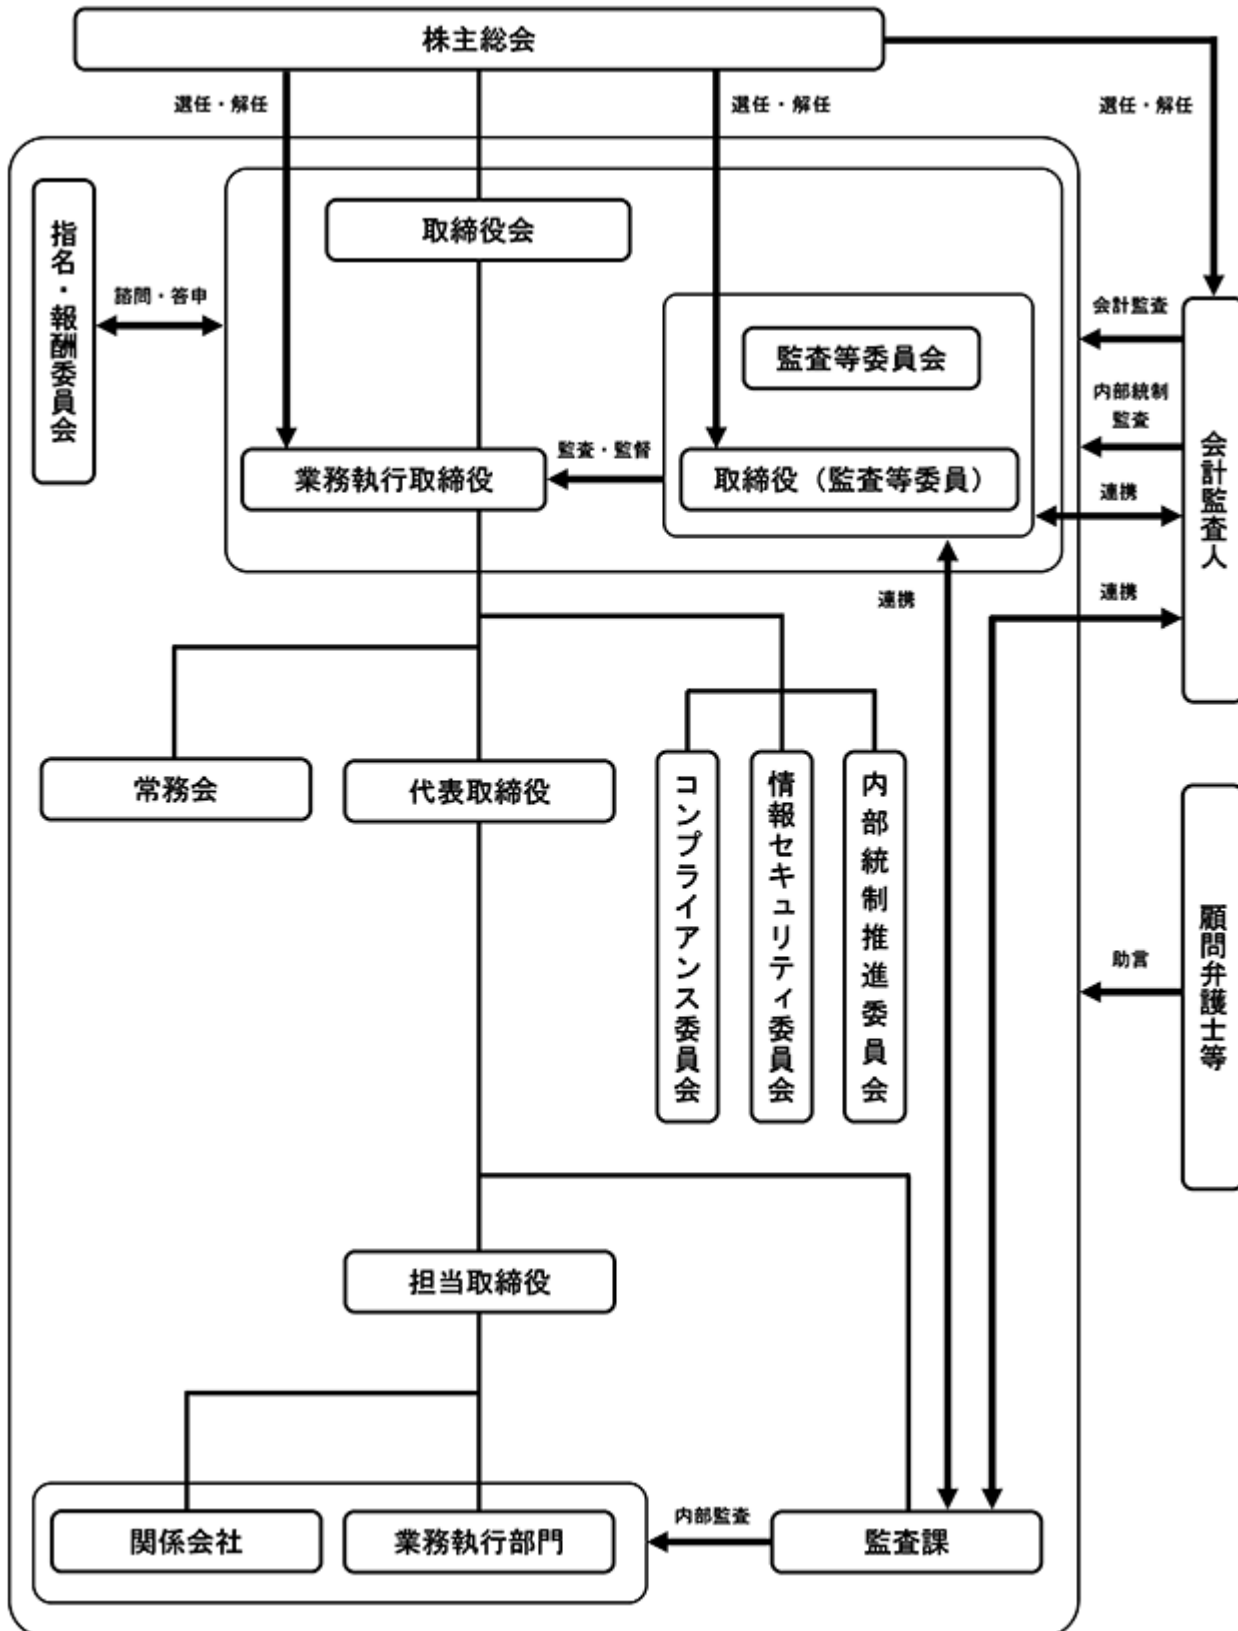 株主総会
選任・解任
選任・解任
選任・解任
指名・報酬委員会
諮問・答申
取締役会
監査等委員会
業務執行取締役
監査・監督
取締役（監査等委員）
会計監査
内部統制
監査
連携
連携
連携
会計監査人
常務会
代表取締役
コンプライアンス委員会
情報セキュリティ委員会
内部統制推進委員会
助言
顧問弁護士等
担当取締役
関係会社
業務執行部門
内部監査
監査課